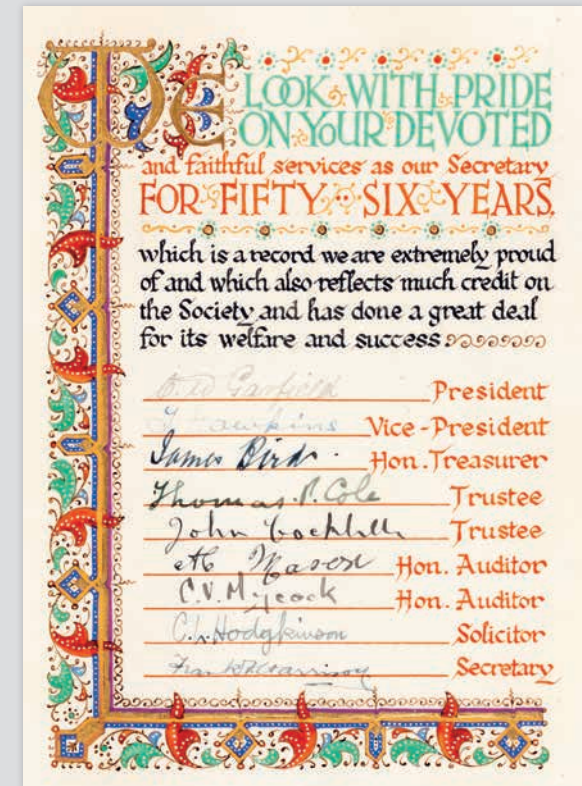 WE LOOK WITH PRIDE
ON YOUR DEVOTED
and faithful services as our Secretary
FOR FIFTY SIX YEARS,
which is a record we are extremely proud
of and which also reflects much credit on
the Society and has done a great deal
for its welfare and success
Garfield President
Hawkins Vice-President
James Bird Hon. Treasurer
Thomas P. Cole Trustee
John Trustee
Mason Hon. Auditor
C.V. Mycock Hon. Auditor
Hodgkinson Solicitor
Secretary